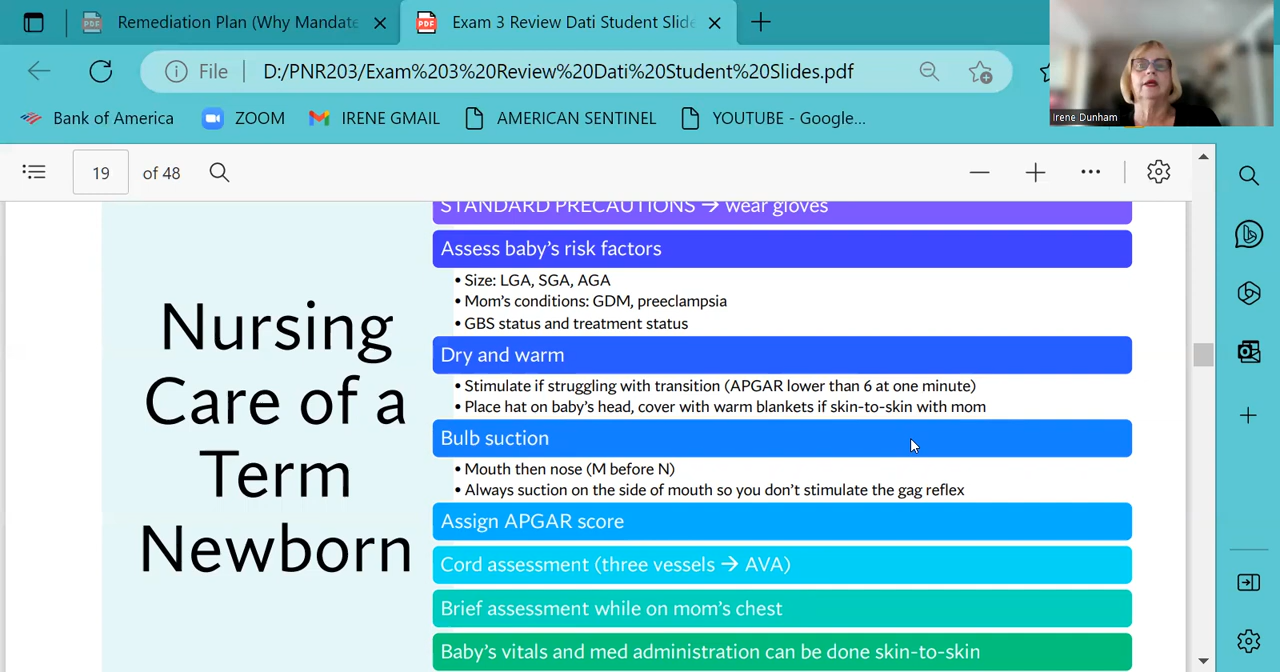 Remediation Plan (Why Mandate
Exam 3 Review Dati Student Slide
File
D:/PNR203/Exam%203%20Review%20Dati%20Student%20Slides.pdf
Bank of America
ZOOM
IRENE GMAIL
AMERICAN SENTINEL
YOUTUBE - Google...
Irene Dunham
19
of 48
Nursing
Care of a
Term
Newborn
STANDARD PRECAUTIONS → wear gloves
Assess baby's risk factors
• Size: LGA, SGA, AGA
• Mom's conditions: GDM, preeclampsia
• GBS status and treatment status
Dry and warm
• Stimulate if struggling with transition (APGAR lower than 6 at one minute)
• Place hat on baby's head, cover with warm blankets if skin-to-skin with mom
Bulb suction
• Mouth then nose (M before N)
• Always suction on the side of mouth so you don't stimulate the gag reflex
Assign APGAR score
Cord assessment (three vessels → AVA)
Brief assessment while on mom's chest
Baby's vitals and med administration can be done skin-to-skin